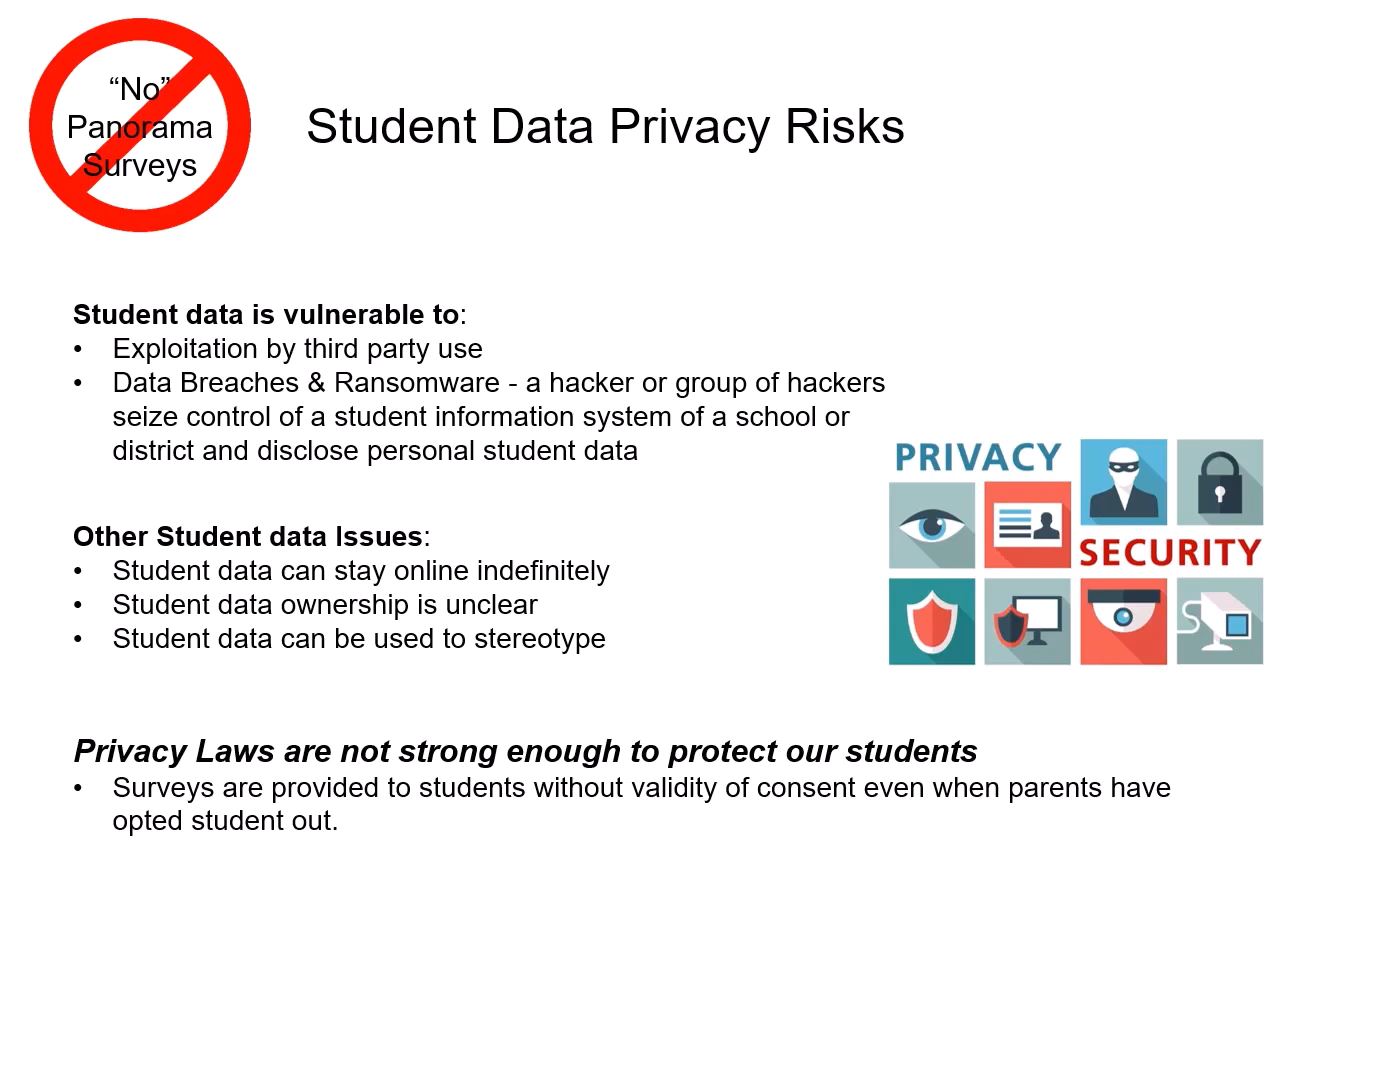 “No”
Panorama
Surveys
Student Data Privacy Risks
Student data is vulnerable to:
• Exploitation by third party use
• Data Breaches & Ransomware - a hacker or group of hackers
seize control of a student information system of a school or
district and disclose personal student data
PRIVACY
SECURITY
Other Student data Issues:
• Student data can stay online indefinitely
• Student data ownership is unclear
• Student data can be used to stereotype
Privacy Laws are not strong enough to protect our students
• Surveys are provided to students without validity of consent even when parents have
opted student out.